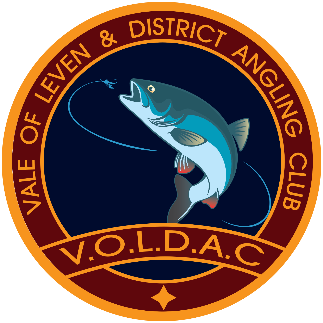 VALE OF LEVEN & DISTRICT ANGLING CLUB
V.O.L.D.A.C